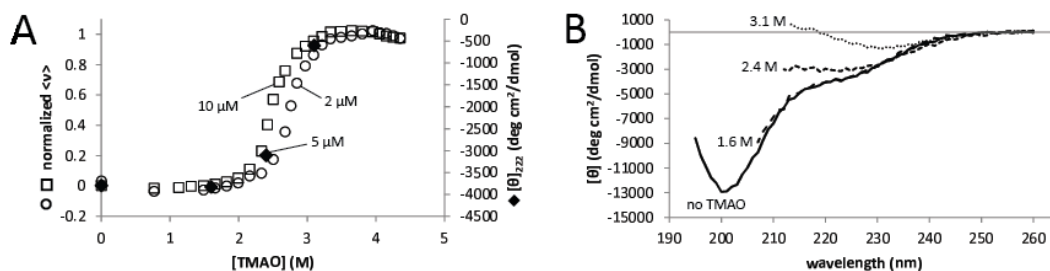 A
□ normalized <v>
○
1
0.8
0.6
0.4
0.2
0
-0.2
0
-500
-1000
-1500
-2000
-2500
-3000
-3500
-4000
-4500
◆ [θ]222 (deg cm²/dmol)
10 µM
2 µM
5 µM
0 1 2 3 4 5
[TMAO] (M)
B
[θ] (deg cm²/dmol)
1000
-1000
-3000
-5000
-7000
-9000
-11000
-13000
-15000
3.1 M
2.4 M
1.6 M
no TMAO
190 200 210 220 230 240 250 260
wavelength (nm)